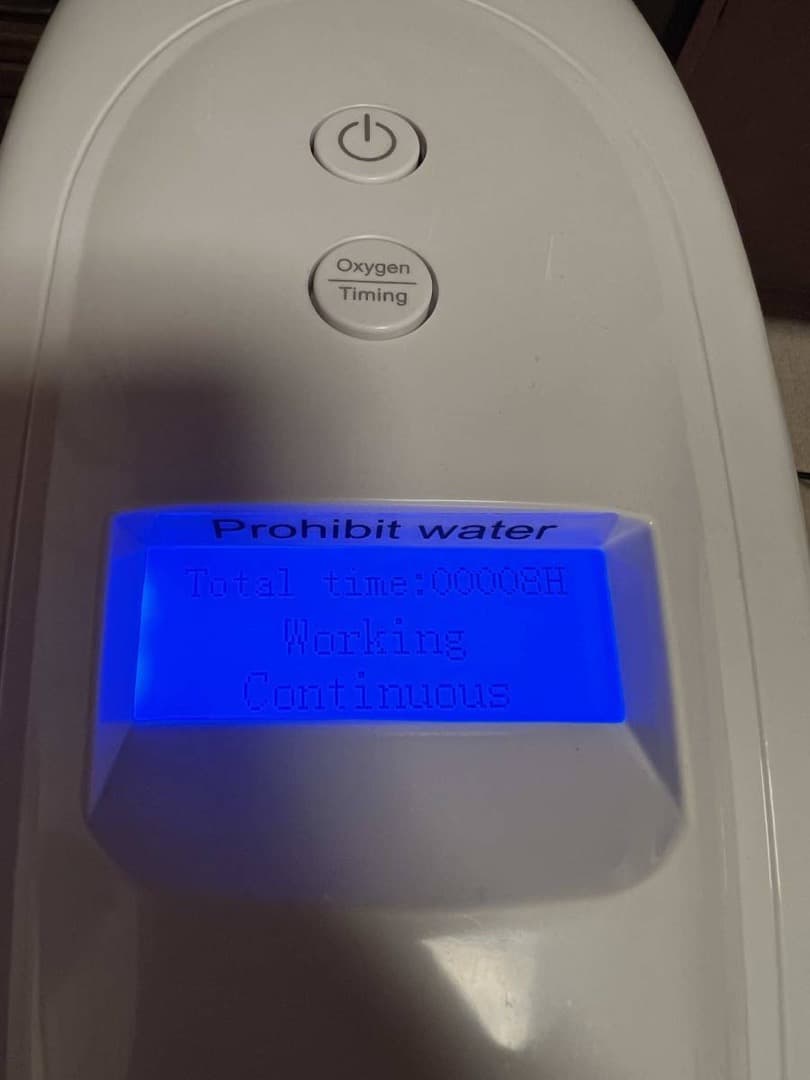 Oxygen
Timing
Prohibit water
Total time:00008H
Working
Continuous